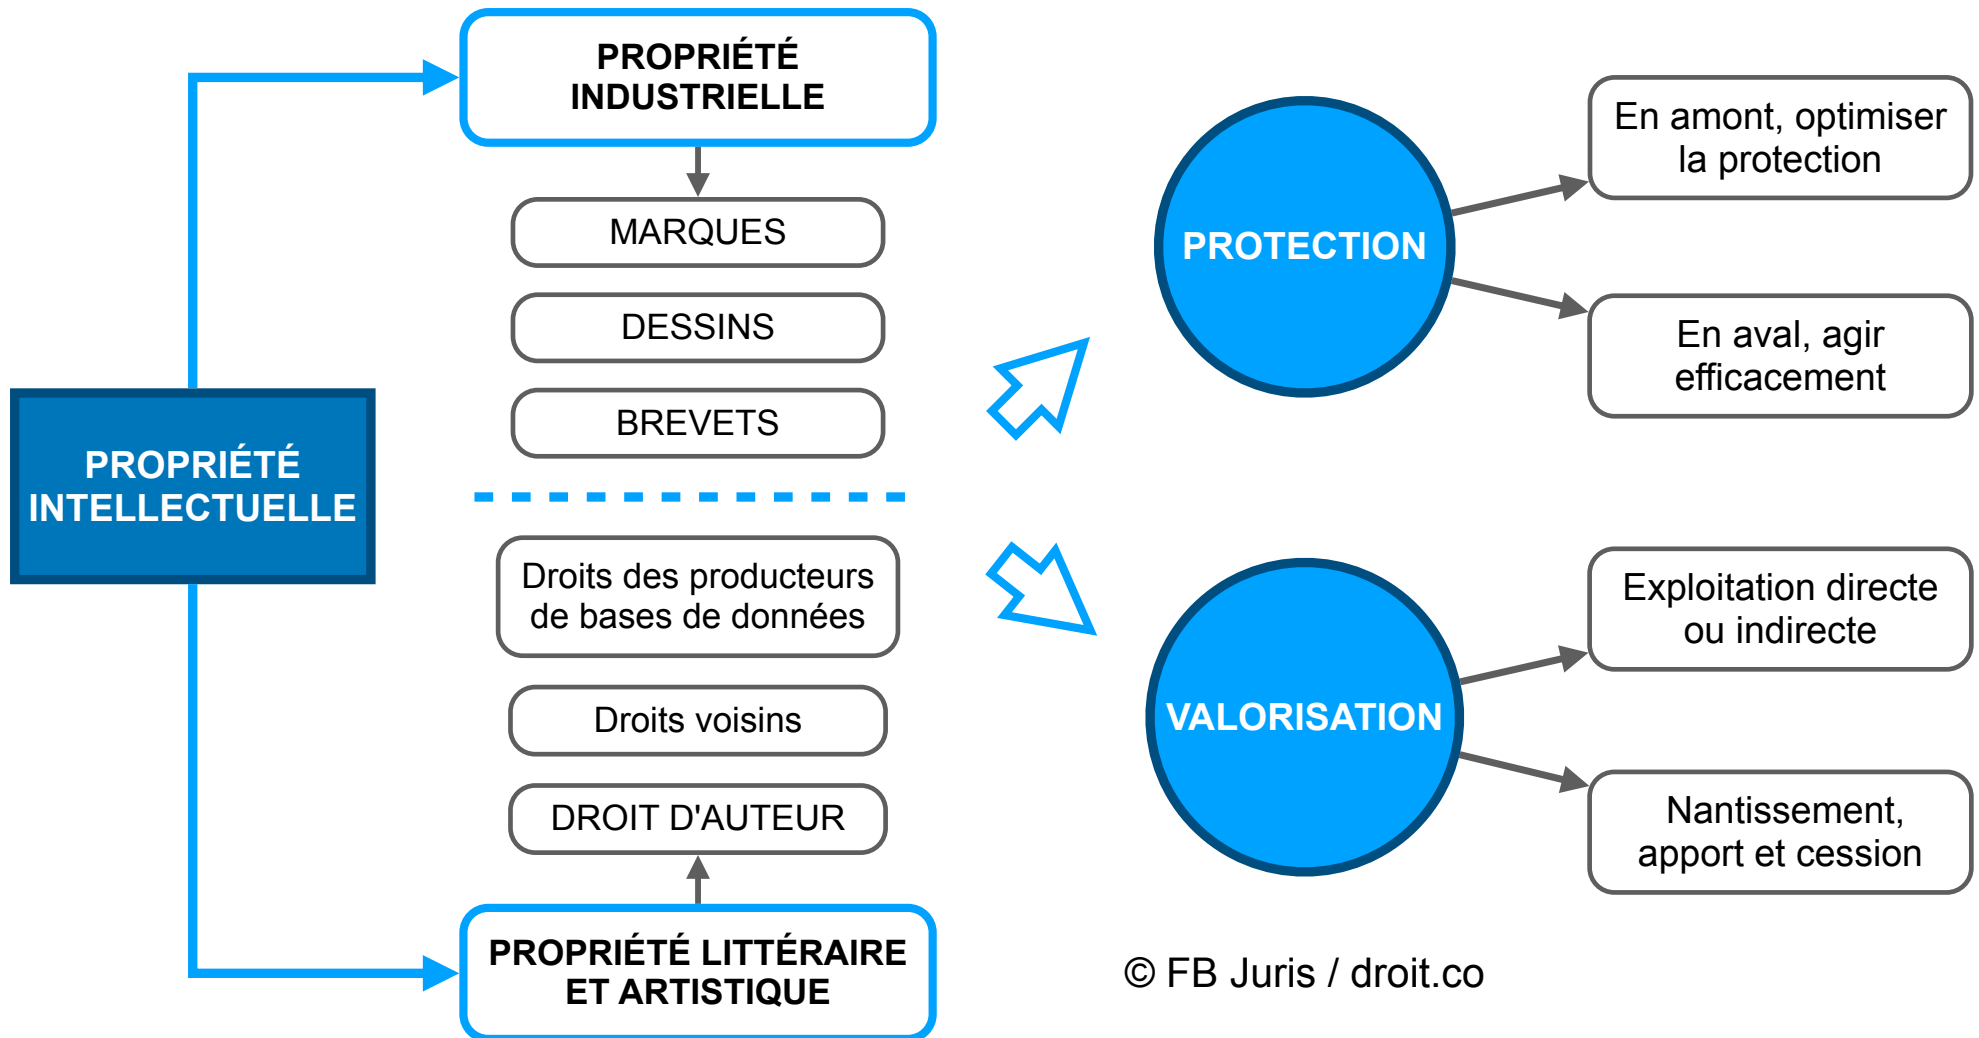 PROPRIÉTÉ
INTELLECTUELLE
PROPRIÉTÉ
INDUSTRIELLE
MARQUES
DESSINS
BREVETS
Droits des producteurs
de bases de données
Droits voisins
DROIT D'AUTEUR
PROPRIÉTÉ LITTÉRAIRE
ET ARTISTIQUE
PROTECTION
En amont, optimiser
la protection
En aval, agir
efficacement
VALORISATION
Exploitation directe
ou indirecte
Nantissement,
apport et cession
© FB Juris / droit.co